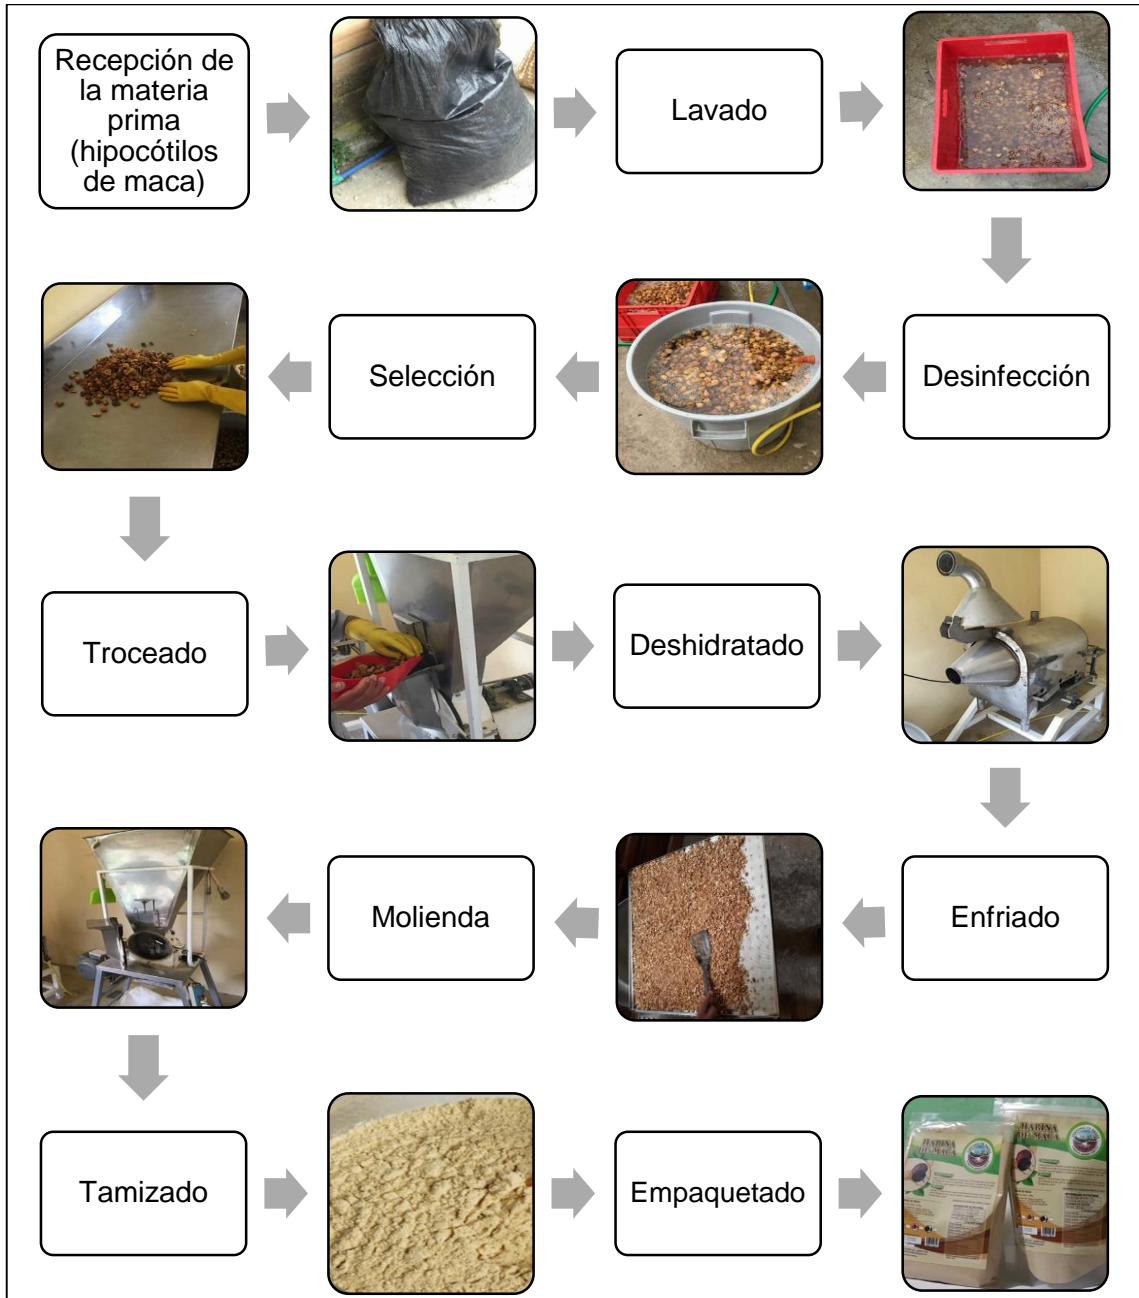 Recepción de
la materia
prima
(hipocótilos
de maca)
Lavado
Desinfección
Selección
Troceado
Deshidratado
Enfriado
Molienda
Tamizado
Empaquetado
HARINA
DE MACA
HARINA
DE MACA